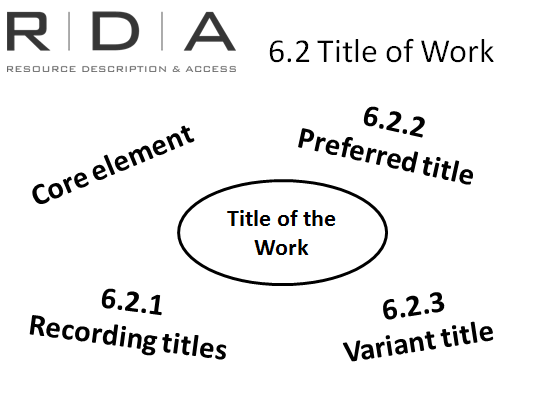 R | D | A
RESOURCE DESCRIPTION & ACCESS
6.2 Title of Work
Core element
6.2.2
Preferred title
Title of the
Work
6.2.1
Recording titles
6.2.3
Variant title